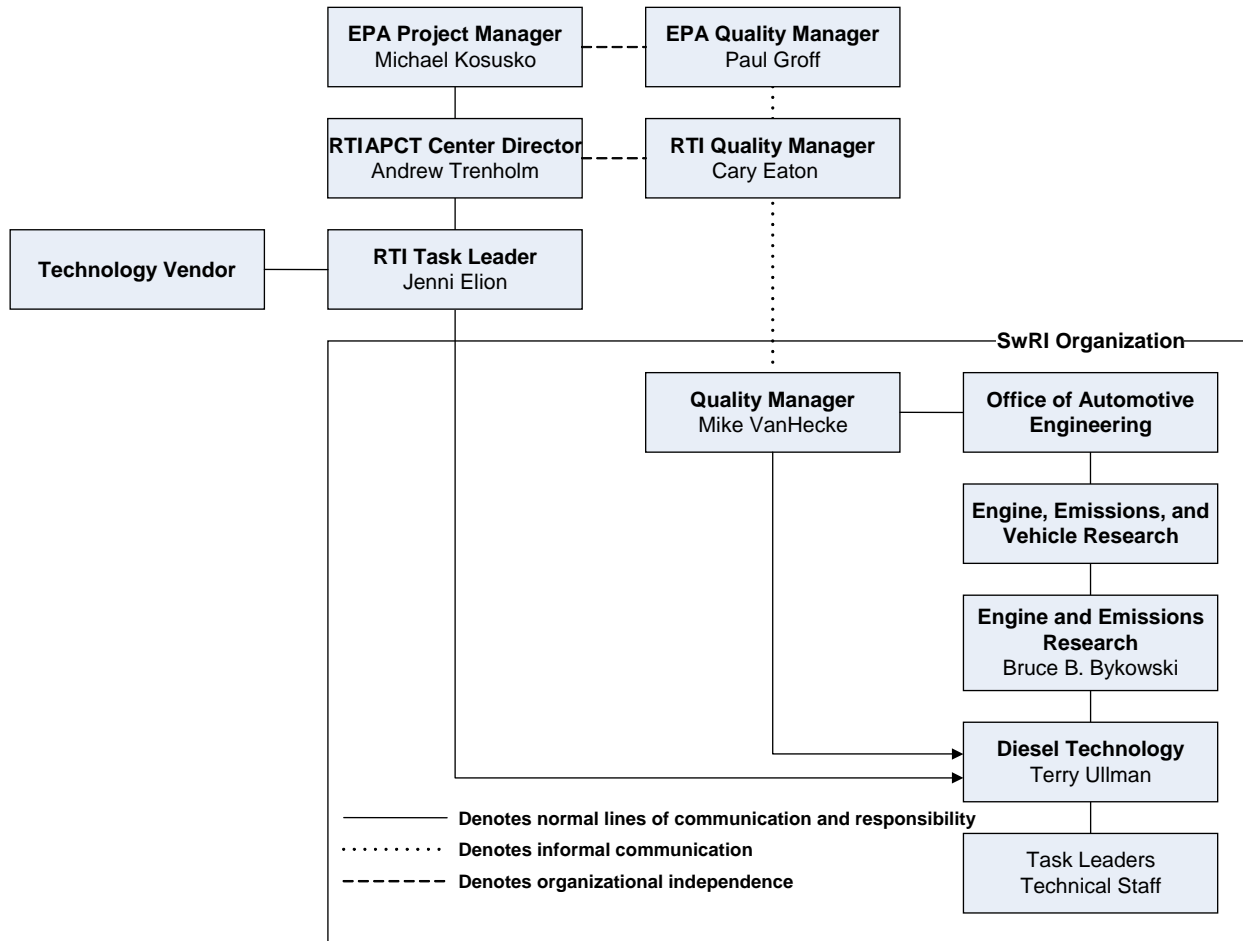 EPA Project Manager
Michael Kosusko
EPA Quality Manager
Paul Groff
RTIAPCT Center Director
Andrew Trenholm
RTI Quality Manager
Cary Eaton
Technology Vendor
RTI Task Leader
Jenni Elion
SwRI Organization
Quality Manager
Mike VanHecke
Office of Automotive
Engineering
Engine, Emissions, and
Vehicle Research
Engine and Emissions
Research
Bruce B. Bykowski
Diesel Technology
Terry Ullman
Denotes normal lines of communication and responsibility
Denotes informal communication
Denotes organizational independence
Task Leaders
Technical Staff